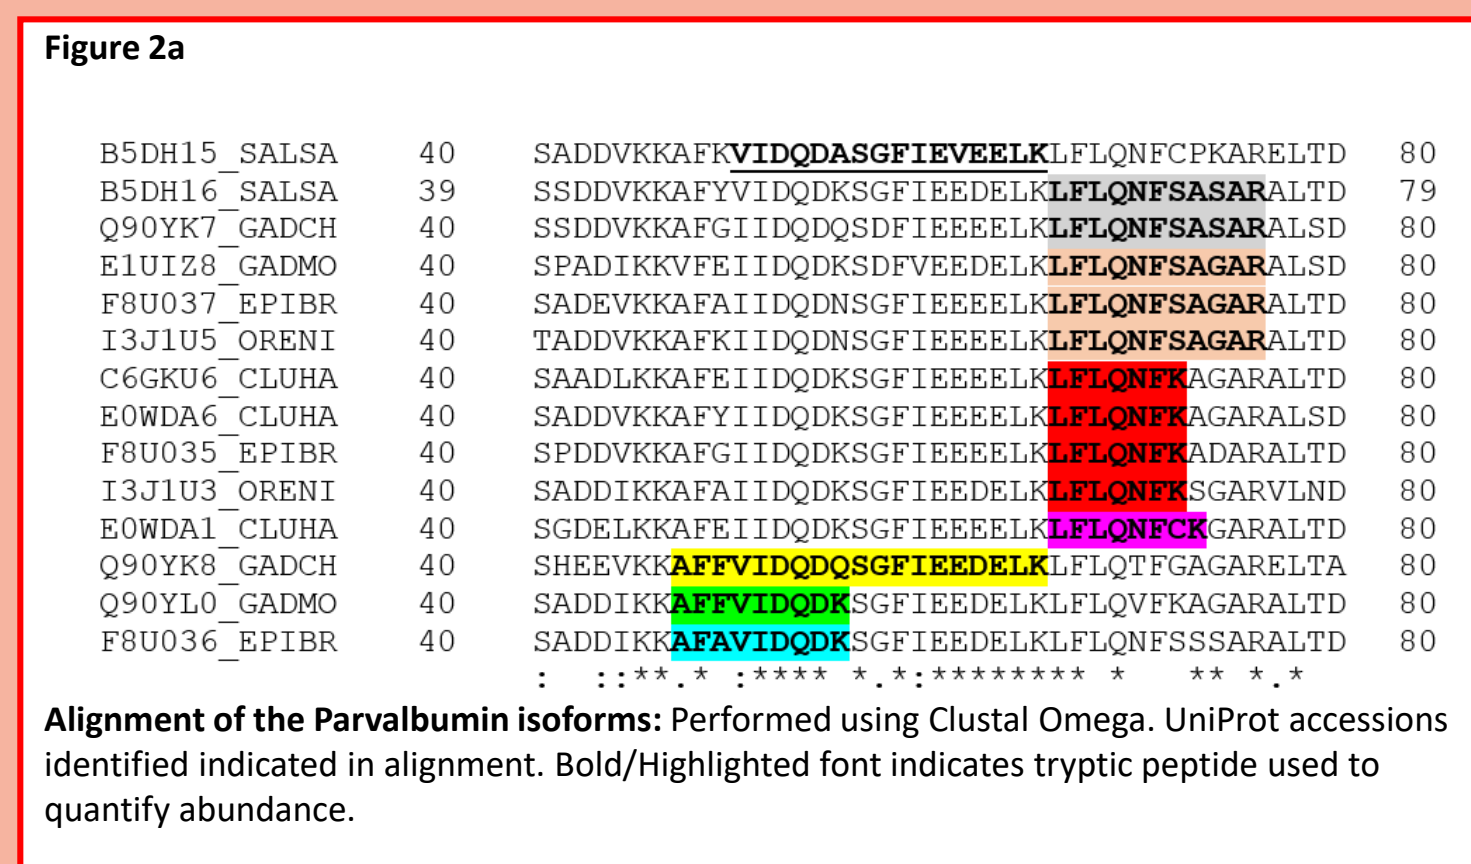 Figure 2a
B5DH15_SALSA 40 SADDVKKAFKVIDQDASGFIEVEELKLFLQNFCPKARELTD 80
B5DH16_SALSA 39 SSDDVKKAFYVIDQDKSGFIEEDELKLFLQNFSASARALTD 79
Q90YK7_GADCH 40 SSDDVKKAFGIIDQDQSDFIEEEELKLFLQNFSASARALSD 80
E1UIZ8_GADMO 40 SPADIKKVFEIIDQDKSDFVEEDELKLFLQNFSAGARALSD 80
F8U037_EPIBR 40 SADEVKKAFAIIDQDNSGFIEEEELKLFLQNFSAGARALTD 80
I3J1U5_ORENI 40 TADDVKKAFKIIDQDNSGFIEEEELKLFLQNFSAGARALTD 80
C6GKU6_CLUHA 40 SAADLKKAFEIIDQDKSGFIEEEELKLFLQNFKAGARALTD 80
E0WDA6_CLUHA 40 SADDVKKAFYIIDQDKSGFIEEEELKLFLQNFKAGARALSD 80
F8U035_EPIBR 40 SPDDVKKAFGIIDQDKSGFIEEEELKLFLQNFKADARALTD 80
I3J1U3_ORENI 40 SADDIKKAFAIIDQDKSGFIEEDELKLFLQNFKSGARVLND 80
E0WDA1_CLUHA 40 SGDELKKAFEIIDQDKSGFIEEEELKLFLQNFCKGARALTD 80
Q90YK8_GADCH 40 SHEEVKKAFFVIDQDQSGFIEEDELKLFLQTFGAGARELTA 80
Q90YL0_GADMO 40 SADDIKKAFFVIDQDKSGFIEEDELKLFLQVFKAGARALTD 80
F8U036_EPIBR 40 SADDIKKAFAVIDQDKSGFIEEDELKLFLQNFSSSARALTD 80
:  ::**.* :**** *.*:******** *   ** *.*
Alignment of the Parvalbumin isoforms: Performed using Clustal Omega. UniProt accessions
identified indicated in alignment. Bold/Highlighted font indicates tryptic peptide used to
quantify abundance.